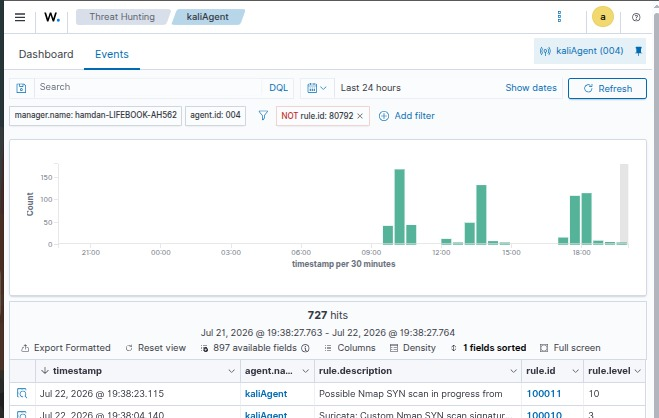 W. Threat Hunting kaliAgent a
Dashboard Events kaliAgent (004)
Search DQL Last 24 hours Show dates Refresh
manager.name: hamdan-LIFEBOOK-AH562 agent.id: 004 NOT rule.id: 80792 × Add filter
Count
150
100
50
0
21:00 00:00 03:00 06:00 09:00 12:00 15:00 18:00
timestamp per 30 minutes
727 hits
Jul 21, 2026 @ 19:38:27.763 - Jul 22, 2026 @ 19:38:27.764
Export Formatted Reset view 897 available fields Columns Density 1 fields sorted Full screen
timestamp agent.na... rule.description rule.id rule.level
Jul 22, 2026 @ 19:38:23.115 kaliAgent Possible Nmap SYN scan in progress from 100011 10
Jul 22, 2026 @ 19:38:04.140 kaliAgent Suricata: Custom Nmap SYN scan signatur 100010 3